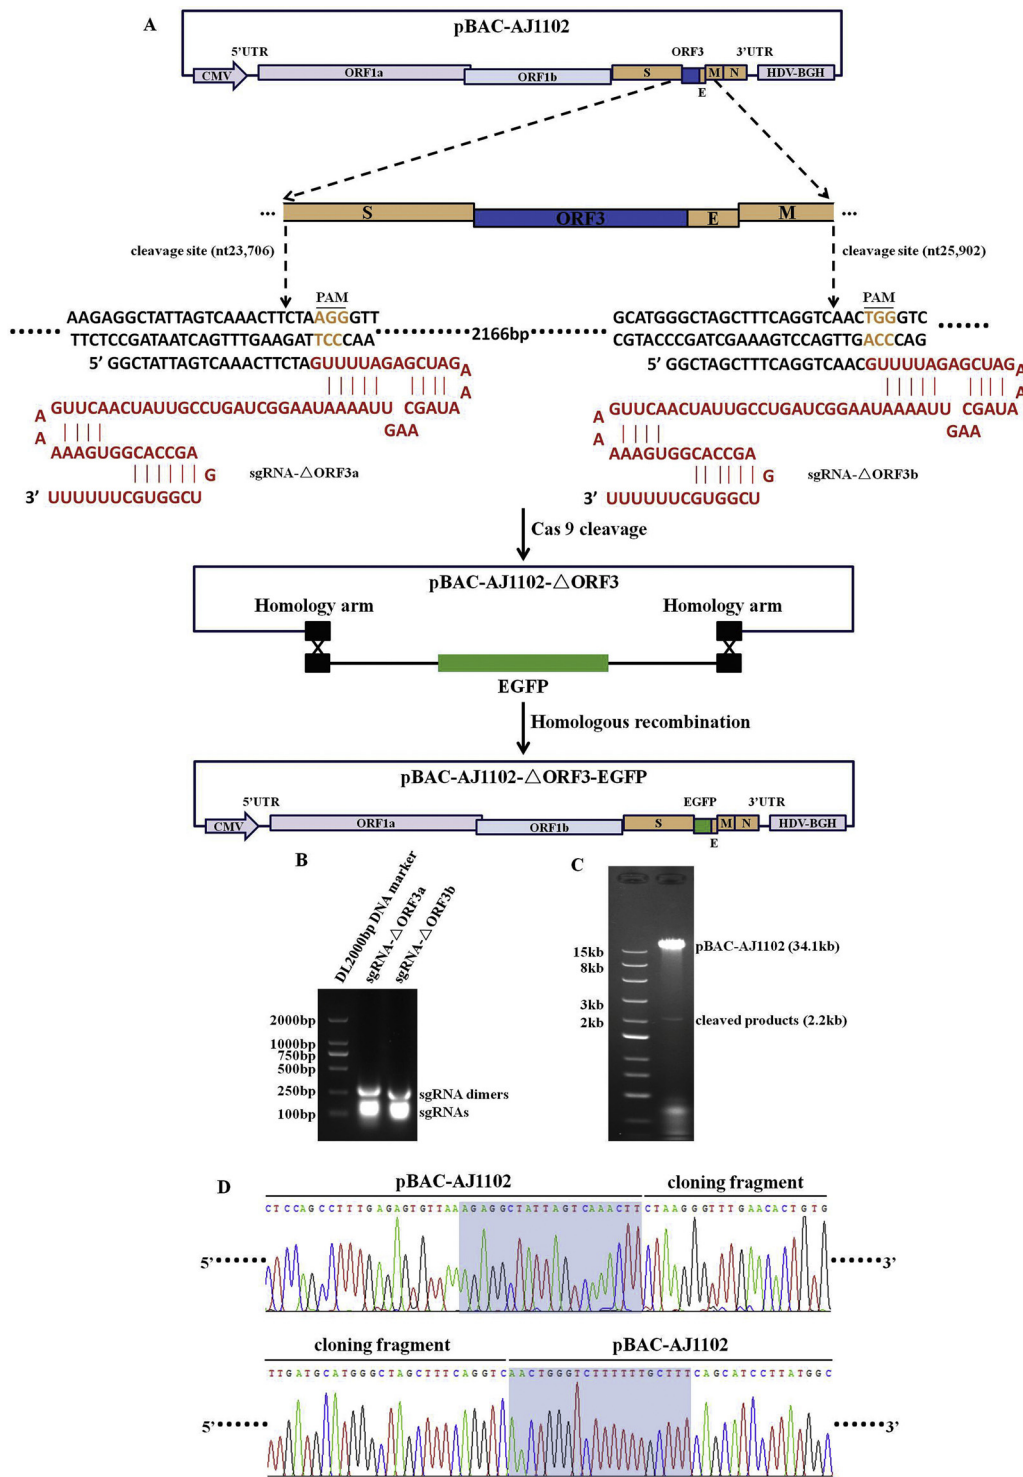 A
pBAC-AJ1102
5'UTR
ORF3
3'UTR
CMV
ORF1a
ORF1b
S
M
N
HDV-BGH
E
...
S
ORF3
E
M
...
cleavage site (nt23,706)
cleavage site (nt25,902)
PAM
PAM
AAGAGGCTATTAGTCAAACTTCTAAGGGTT
GCATGGGCTAGCTTTCAGGTCAACTGGGTC
2166bp
TTCTCCGATAATCAGTTTGAAGATTCCCAA
CGTACCCGATCGAAAGTCCAGTTGACCCAG
5' GGCTATTAGTCAAACTTCTAGUUUUAGAGCUAG
A
A
GUUCAACUAUUGCCUGAUCGGAAUAAAAUU CGAUA
GAA
A
A
AAAGUGGCACCGA
G
3' UUUUUUCGUGGCU
sgRNA-△ORF3a
5' GGCTAGCTTTCAGGTCAACGUUUUAGAGCUAG
A
A
GUUCAACUAUUGCCUGAUCGGAAUAAAAUU CGAUA
GAA
A
A
AAAGUGGCACCGA
G
3' UUUUUUCGUGGCU
sgRNA-△ORF3b
Cas 9 cleavage
pBAC-AJ1102-△ORF3
Homology arm
Homology arm
EGFP
Homologous recombination
pBAC-AJ1102-△ORF3-EGFP
5'UTR
EGFP
3'UTR
CMV
ORF1a
ORF1b
S
M
N
HDV-BGH
E
B
DL2000bp DNA marker
sgRNA-△ORF3a
sgRNA-△ORF3b
2000bp
1000bp
750bp
500bp
250bp
100bp
sgRNA dimers
sgRNAs
C
15kb
8kb
3kb
2kb
pBAC-AJ1102 (34.1kb)
cleaved products (2.2kb)
D
pBAC-AJ1102
cloning fragment
CTCCAGCCTTTGAGAGTGTTAAAGAGGCTATTAGTCAAACTTCTAAGGGTTTGAACACTGTG
5'
3'
cloning fragment
pBAC-AJ1102
TTGATGCATGGGCTAGCTTTCAGGTCAACTGGGTCTTTTTTGCTTTCAGCATCCTTATGGC
5'
3'